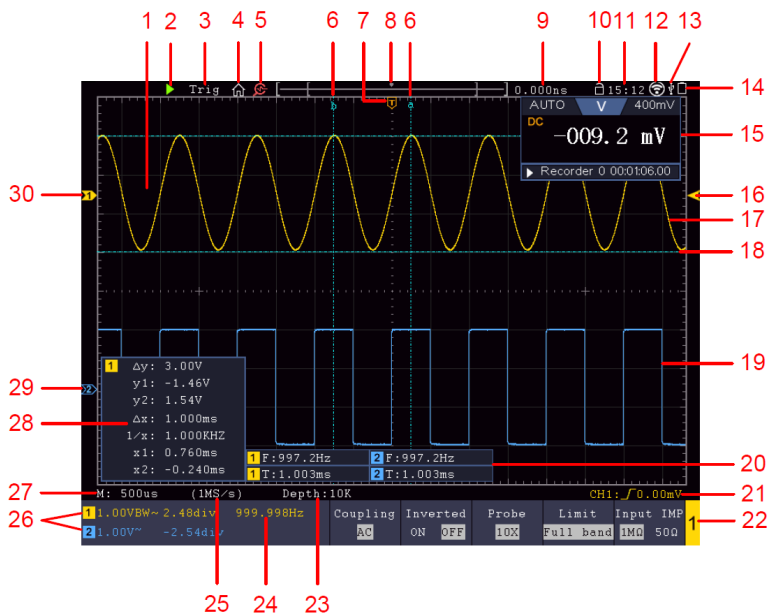 1 2 3 4 5 6 7 8 6 9 10 11 12 13
Trig 0.000ns 15:12
14
T
b a
AUTO V 400mV
DC
-009.2 mV
15
Recorder 0 00:01:06.00
30 1 16
17
18
19
29 2
1 Δy: 3.00V
y1: -1.46V
y2: 1.54V
28 Δx: 1.000ms
1/x: 1.000KHZ
x1: 0.760ms
x2: -0.240ms
1 F:997.2Hz 2 F:997.2Hz
1 T:1.003ms 2 T:1.003ms
20
27 M: 500us (1MS/s) Depth:10K CH1: 0.00mV 21
26 1 1.00VBW~ 2.48div 999.998Hz
2 1.00V~ -2.54div
Coupling Inverted Probe Limit Input IMP
AC ON OFF 10X Full band 1MΩ 50Ω
1 22
25 24 23